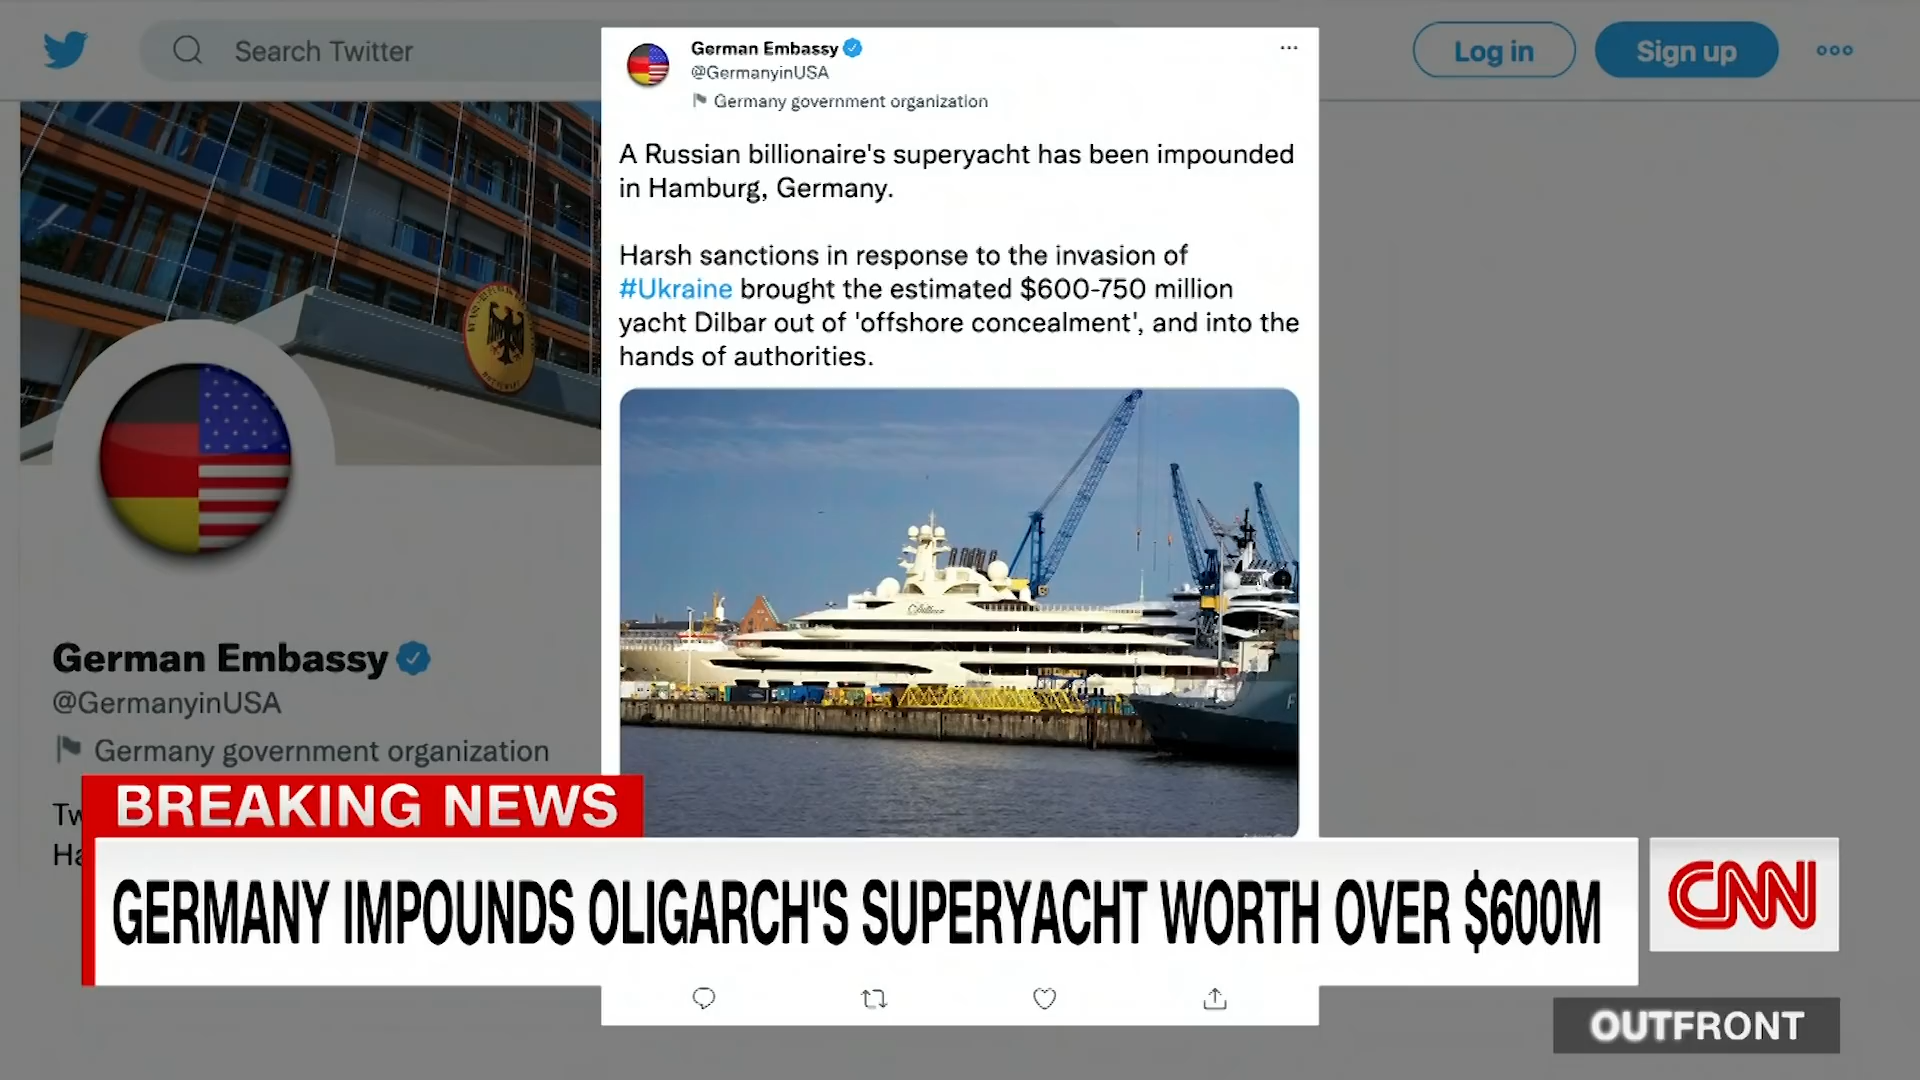 Search Twitter
Log in
Sign up
German Embassy
@GermanyinUSA
Germany government organization
A Russian billionaire's superyacht has been impounded
in Hamburg, Germany.
Harsh sanctions in response to the invasion of
#Ukraine brought the estimated $600-750 million
yacht Dilbar out of 'offshore concealment', and into the
hands of authorities.
Dilbar
German Embassy
@GermanyinUSA
Germany government organization
BREAKING NEWS
GERMANY IMPOUNDS OLIGARCH'S SUPERYACHT WORTH OVER $600M
CNN
OUTFRONT